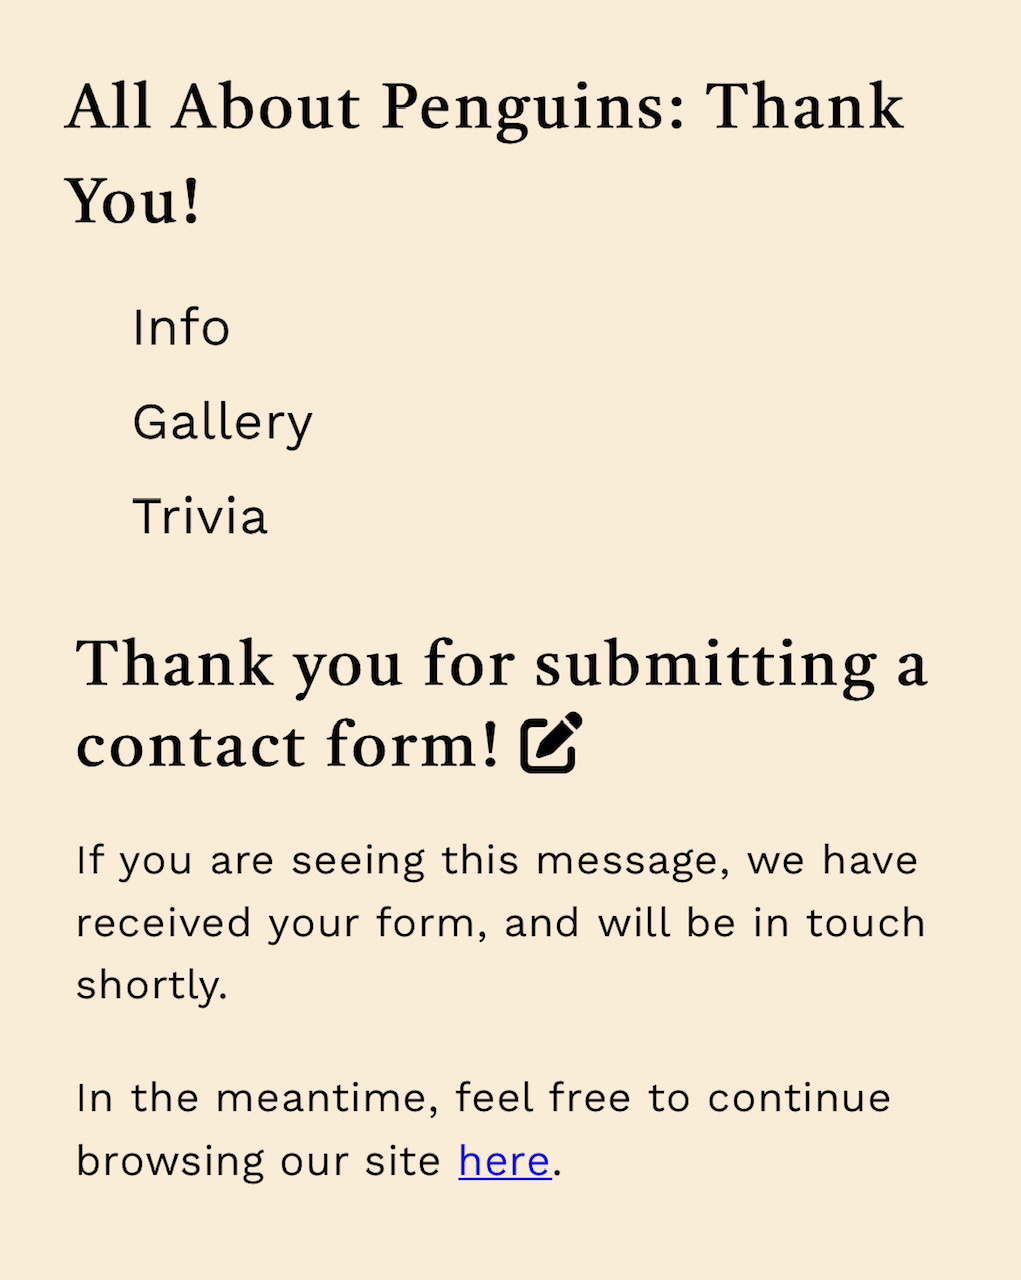 All About Penguins: Thank
You!
Info
Gallery
Trivia
Thank you for submitting a
contact form!
If you are seeing this message, we have
received your form, and will be in touch
shortly.
In the meantime, feel free to continue
browsing our site here.